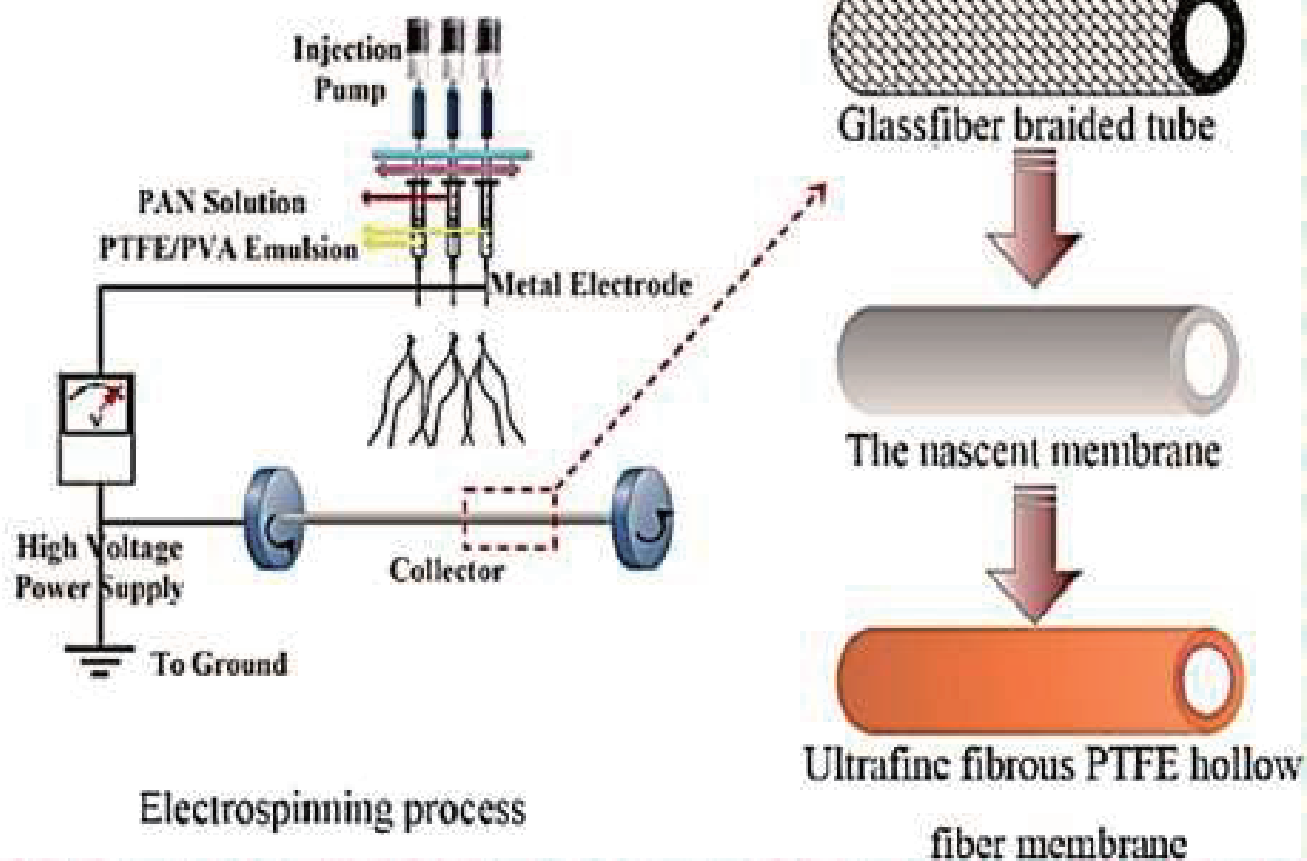 Injection
Pump
PAN Solution
PTFE/PVA Emulsion
Metal Electrode
High Voltage
Power Supply
Collector
To Ground
Electrospinning process
Glassfiber braided tube
The nascent membrane
Ultrafine fibrous PTFE hollow
fiber membrane